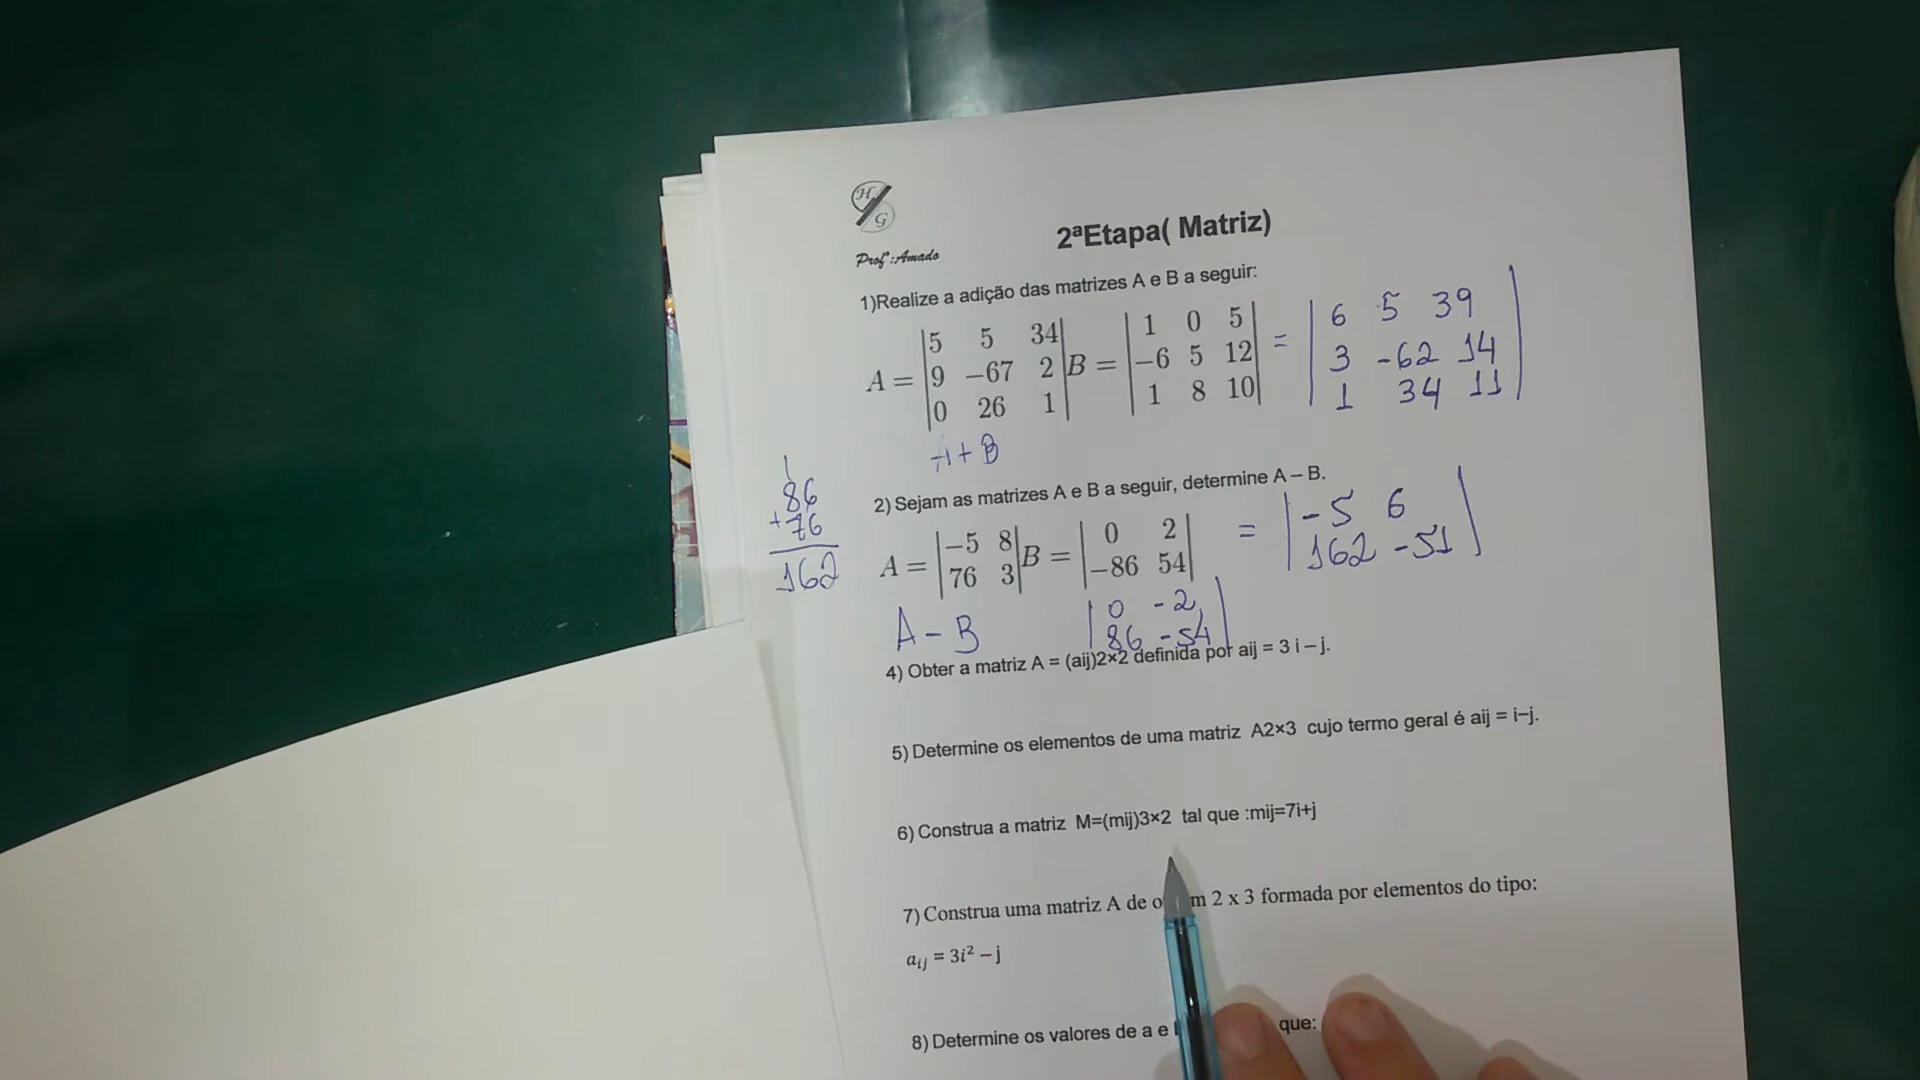 H
G
Profº:Amado
2ªEtapa( Matriz)
1)Realize a adição das matrizes A e B a seguir:
A = |5 5 34| B = |1 0 5| = |6 5 39|
|9 −67 2| |−6 5 12| |3 -62 14|
|0 26 1| |1 8 10| |1 34 11|
A+B
2) Sejam as matrizes A e B a seguir, determine A – B.
1
86
+76
162
A = |−5 8| B = |0 2| = |-5 6|
|76 3| |−86 54| |162 -51|
A - B
|0 -2|
|86 -54|
4) Obter a matriz A = (aij)2×2 definida por aij = 3 i – j.
5) Determine os elementos de uma matriz A2×3 cujo termo geral é aij = i−j.
6) Construa a matriz M=(mij)3×2 tal que :mij=7i+j
7) Construa uma matriz A de o m 2 x 3 formada por elementos do tipo:
aij = 3i² – j
8) Determine os valores de a e que: